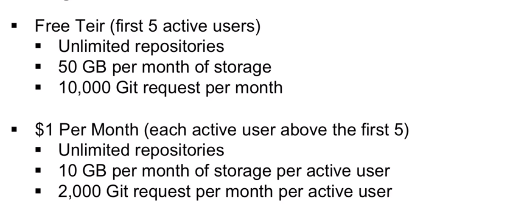 ▪ Free Teir (first 5 active users)
▪ Unlimited repositories
▪ 50 GB per month of storage
▪ 10,000 Git request per month
▪ $1 Per Month (each active user above the first 5)
▪ Unlimited repositories
▪ 10 GB per month of storage per active user
▪ 2,000 Git request per month per active user